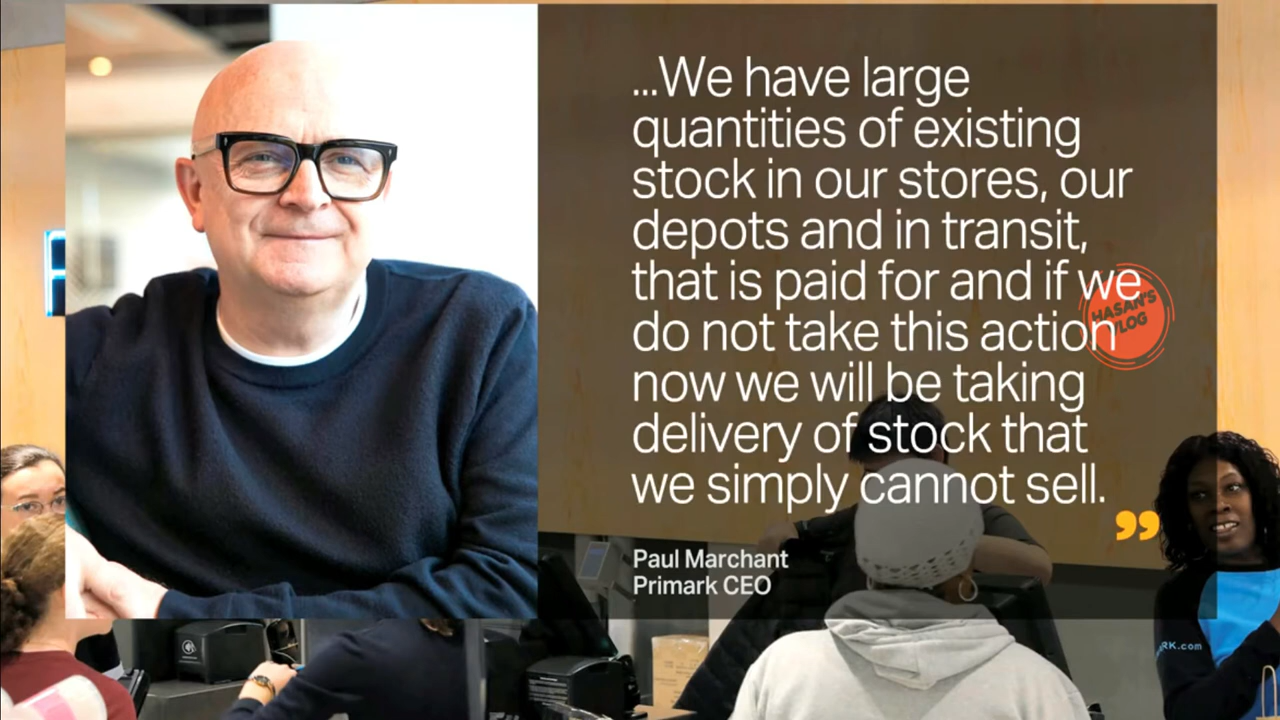 ...We have large
quantities of existing
stock in our stores, our
depots and in transit,
that is paid for and if we
do not take this action
now we will be taking
delivery of stock that
we simply cannot sell.
”
Paul Marchant
Primark CEO
HASAN'S
VLOG
RK.com